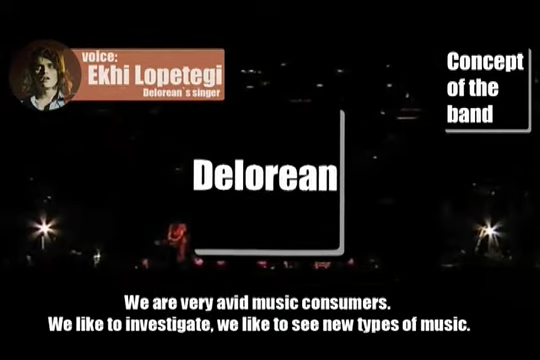 voice:
Ekhi Lopetegi
Delorean`s singer
Concept
of the
band
Delorean
We are very avid music consumers.
We like to investigate, we like to see new types of music.